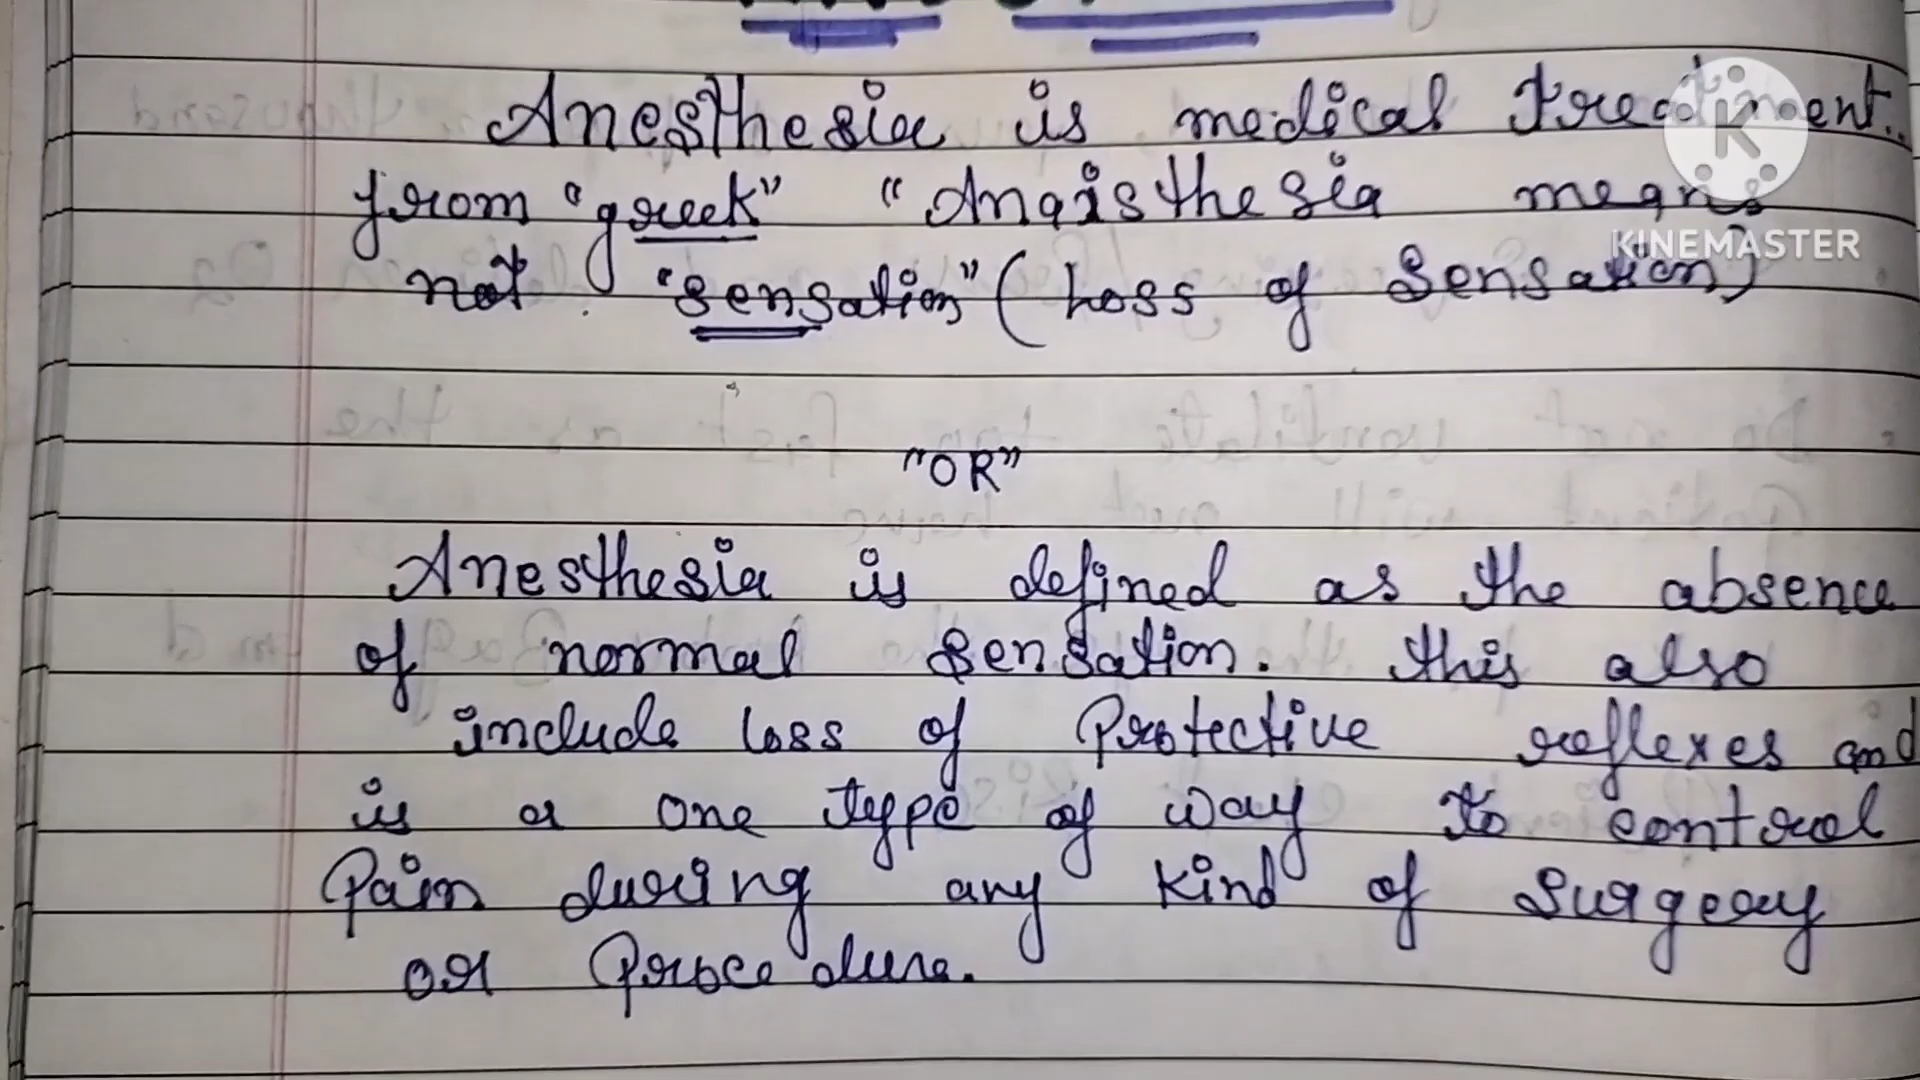 Anesthesia is medical treatment..
from "greek" "Anaisthesia means
not "sensation" (Loss of Sensation)
"OR"
Anesthesia is defined as the absence
of normal sensation. this also
include loss of Protective reflexes and
is a one type of way to control
Pain during any kind of Surgery
or Procedure.
KINEMASTER